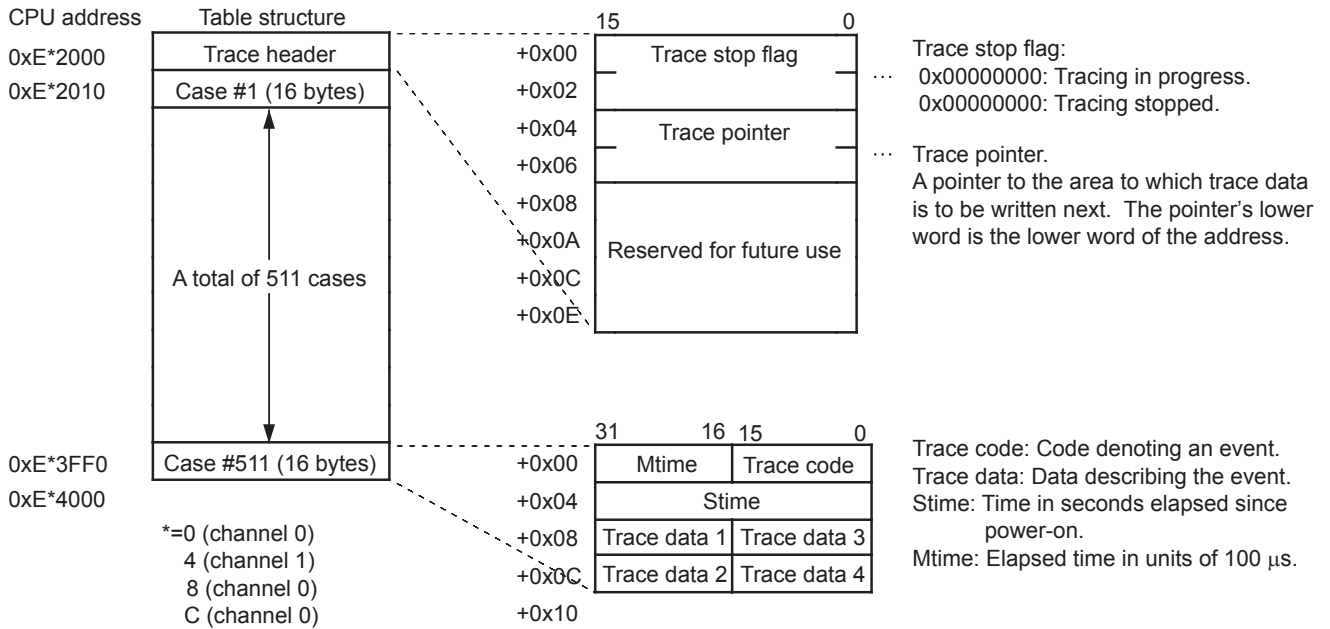 CPU address
Table structure
0xE*2000
Trace header
0xE*2010
Case #1 (16 bytes)
A total of 511 cases
0xE*3FF0
Case #511 (16 bytes)
0xE*4000
*=0 (channel 0)
4 (channel 1)
8 (channel 0)
C (channel 0)
15 0
+0x00
Trace stop flag
+0x02
+0x04
Trace pointer
+0x06
+0x08
+0x0A
Reserved for future use
+0x0C
+0x0E
… Trace stop flag:
0x00000000: Tracing in progress.
0x00000000: Tracing stopped.
… Trace pointer.
A pointer to the area to which trace data
is to be written next. The pointer's lower
word is the lower word of the address.
31 16 15 0
+0x00 Mtime Trace code
+0x04 Stime
+0x08 Trace data 1 Trace data 3
+0x0C Trace data 2 Trace data 4
+0x10
Trace code: Code denoting an event.
Trace data: Data describing the event.
Stime: Time in seconds elapsed since
power-on.
Mtime: Elapsed time in units of 100 μs.